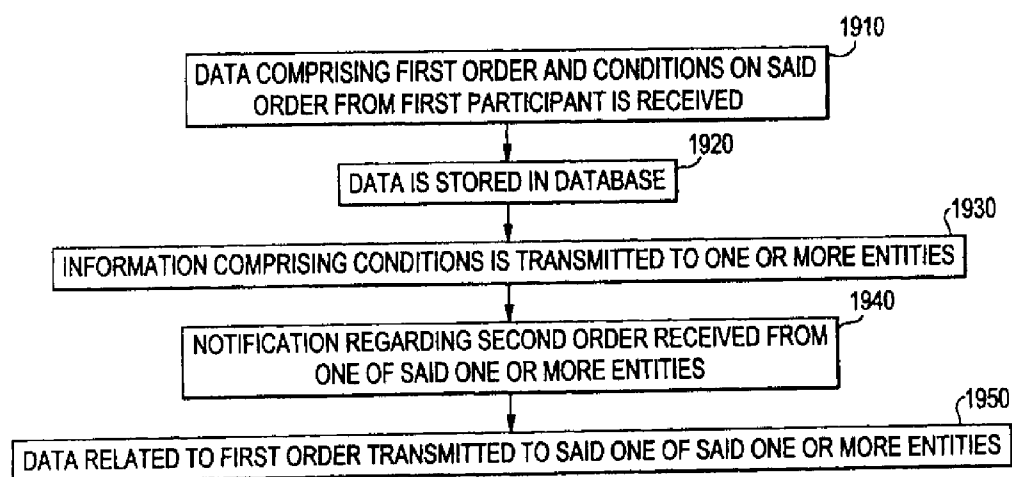 1910
DATA COMPRISING FIRST ORDER AND CONDITIONS ON SAID
ORDER FROM FIRST PARTICIPANT IS RECEIVED
1920
DATA IS STORED IN DATABASE
1930
INFORMATION COMPRISING CONDITIONS IS TRANSMITTED TO ONE OR MORE ENTITIES
1940
NOTIFICATION REGARDING SECOND ORDER RECEIVED FROM
ONE OF SAID ONE OR MORE ENTITIES
1950
DATA RELATED TO FIRST ORDER TRANSMITTED TO SAID ONE OF SAID ONE OR MORE ENTITIES